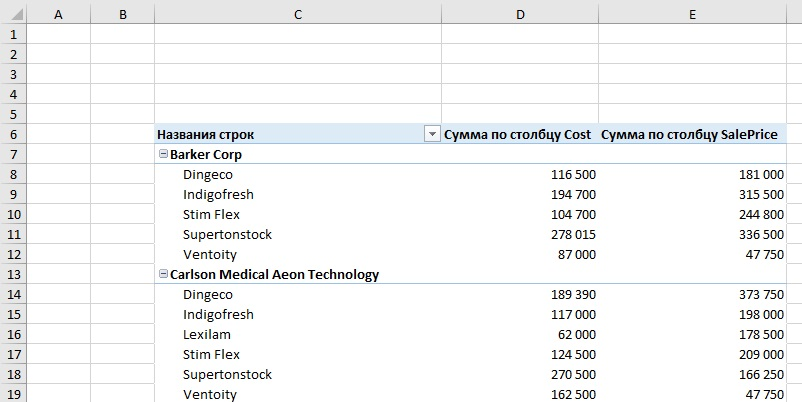 A B C D E
1
2
3
4
5
6 Названия строк Сумма по столбцу Cost Сумма по столбцу SalePrice
7 Barker Corp
8 Dingeco 116 500 181 000
9 Indigofresh 194 700 315 500
10 Stim Flex 104 700 244 800
11 Supertonstock 278 015 336 500
12 Ventoity 87 000 47 750
13 Carlson Medical Aeon Technology
14 Dingeco 189 390 373 750
15 Indigofresh 117 000 198 000
16 Lexilam 62 000 178 500
17 Stim Flex 124 500 209 000
18 Supertonstock 270 500 166 250
19 Ventoity 162 500 47 750